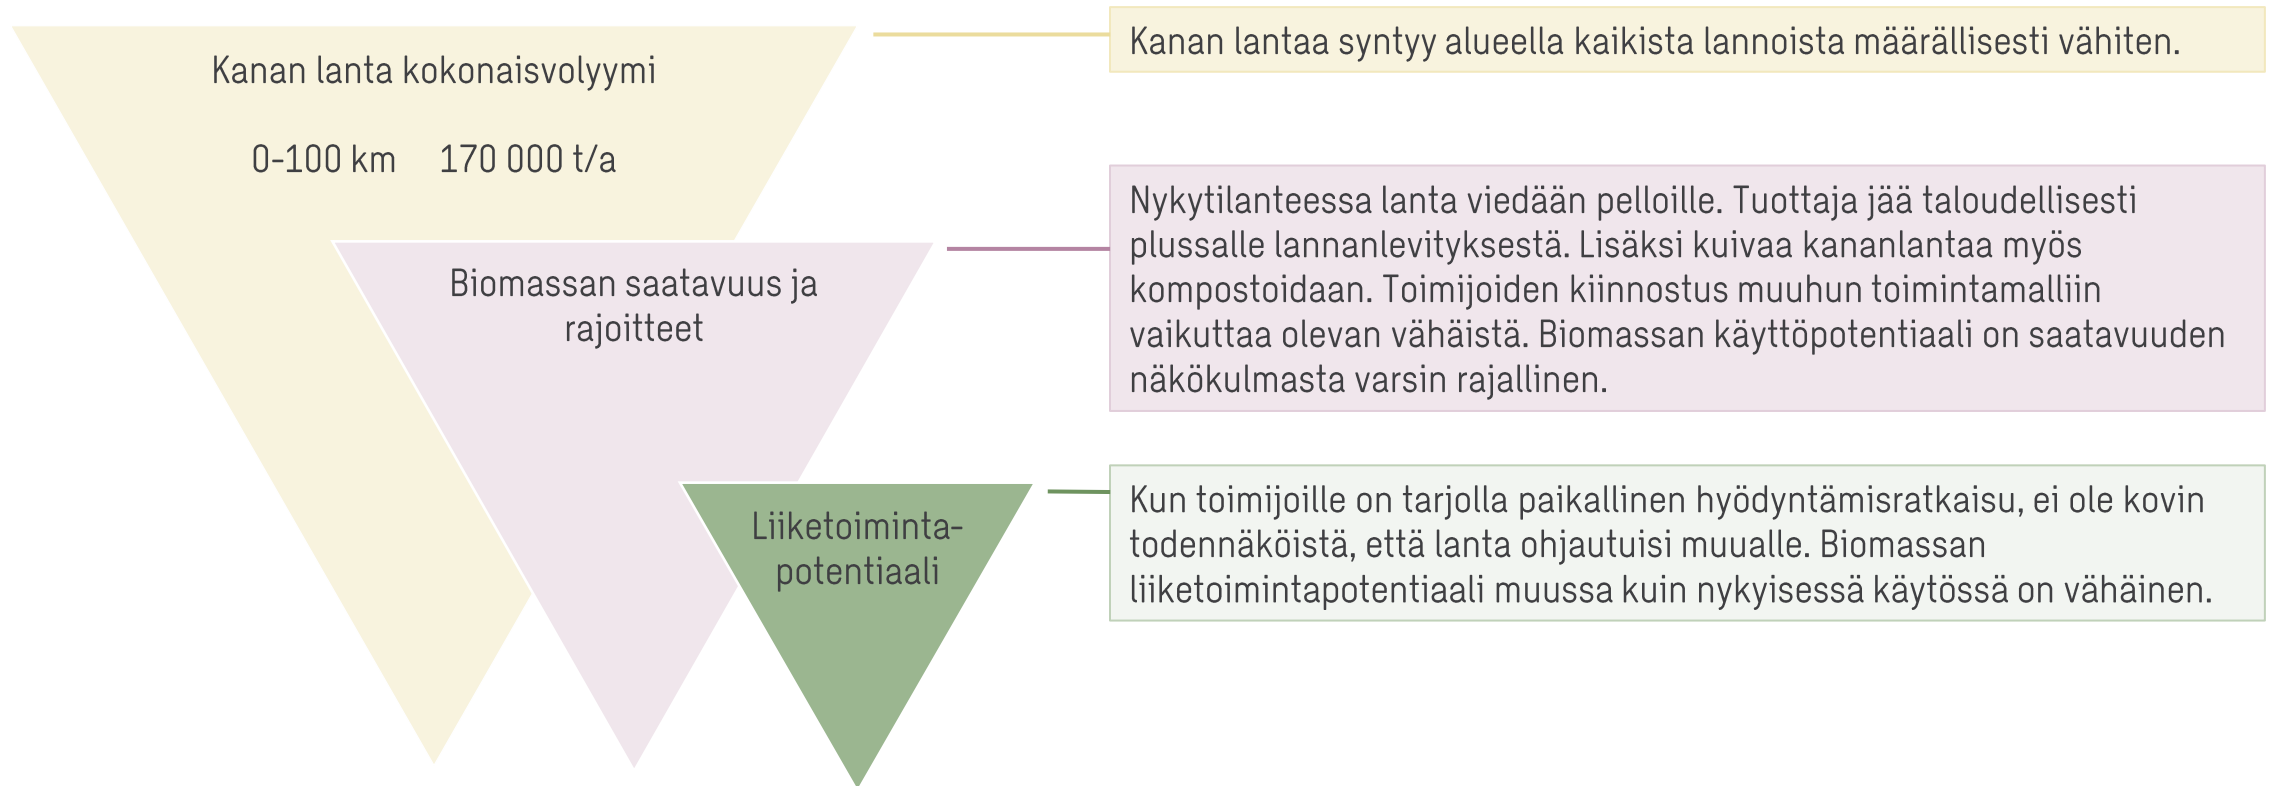 Kanan lanta kokonaisvolyymi
0-100 km 170 000 t/a
Kanan lantaa syntyy alueella kaikista lannoista määrällisesti vähiten.
Biomassan saatavuus ja
rajoitteet
Nykytilanteessa lanta viedään pelloille. Tuottaja jää taloudellisesti
plussalle lannanlevityksestä. Lisäksi kuivaa kananlantaa myös
kompostoidaan. Toimijoiden kiinnostus muuhun toimintamalliin
vaikuttaa olevan vähäistä. Biomassan käyttöpotentiaali on saatavuuden
näkökulmasta varsin rajallinen.
Liiketoiminta-
potentiaali
Kun toimijoille on tarjolla paikallinen hyödyntämisratkaisu, ei ole kovin
todennäköistä, että lanta ohjautuisi muualle. Biomassan
liiketoimintapotentiaali muussa kuin nykyisessä käytössä on vähäinen.